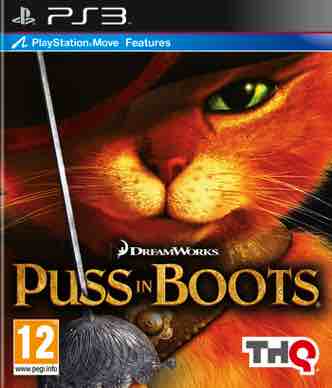 PS3
PlayStation®Move Features
DREAMWORKS
PUSS IN BOOTS
12
www.pegi.info
THQ